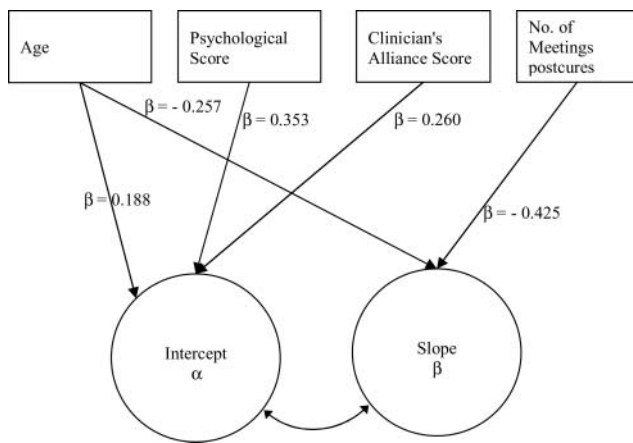 Age
Psychological
Score
Clinician's
Alliance Score
No. of
Meetings
postcures
β = - 0.257
β = 0.353
β = 0.260
β = 0.188
β = - 0.425
Intercept
α
Slope
β